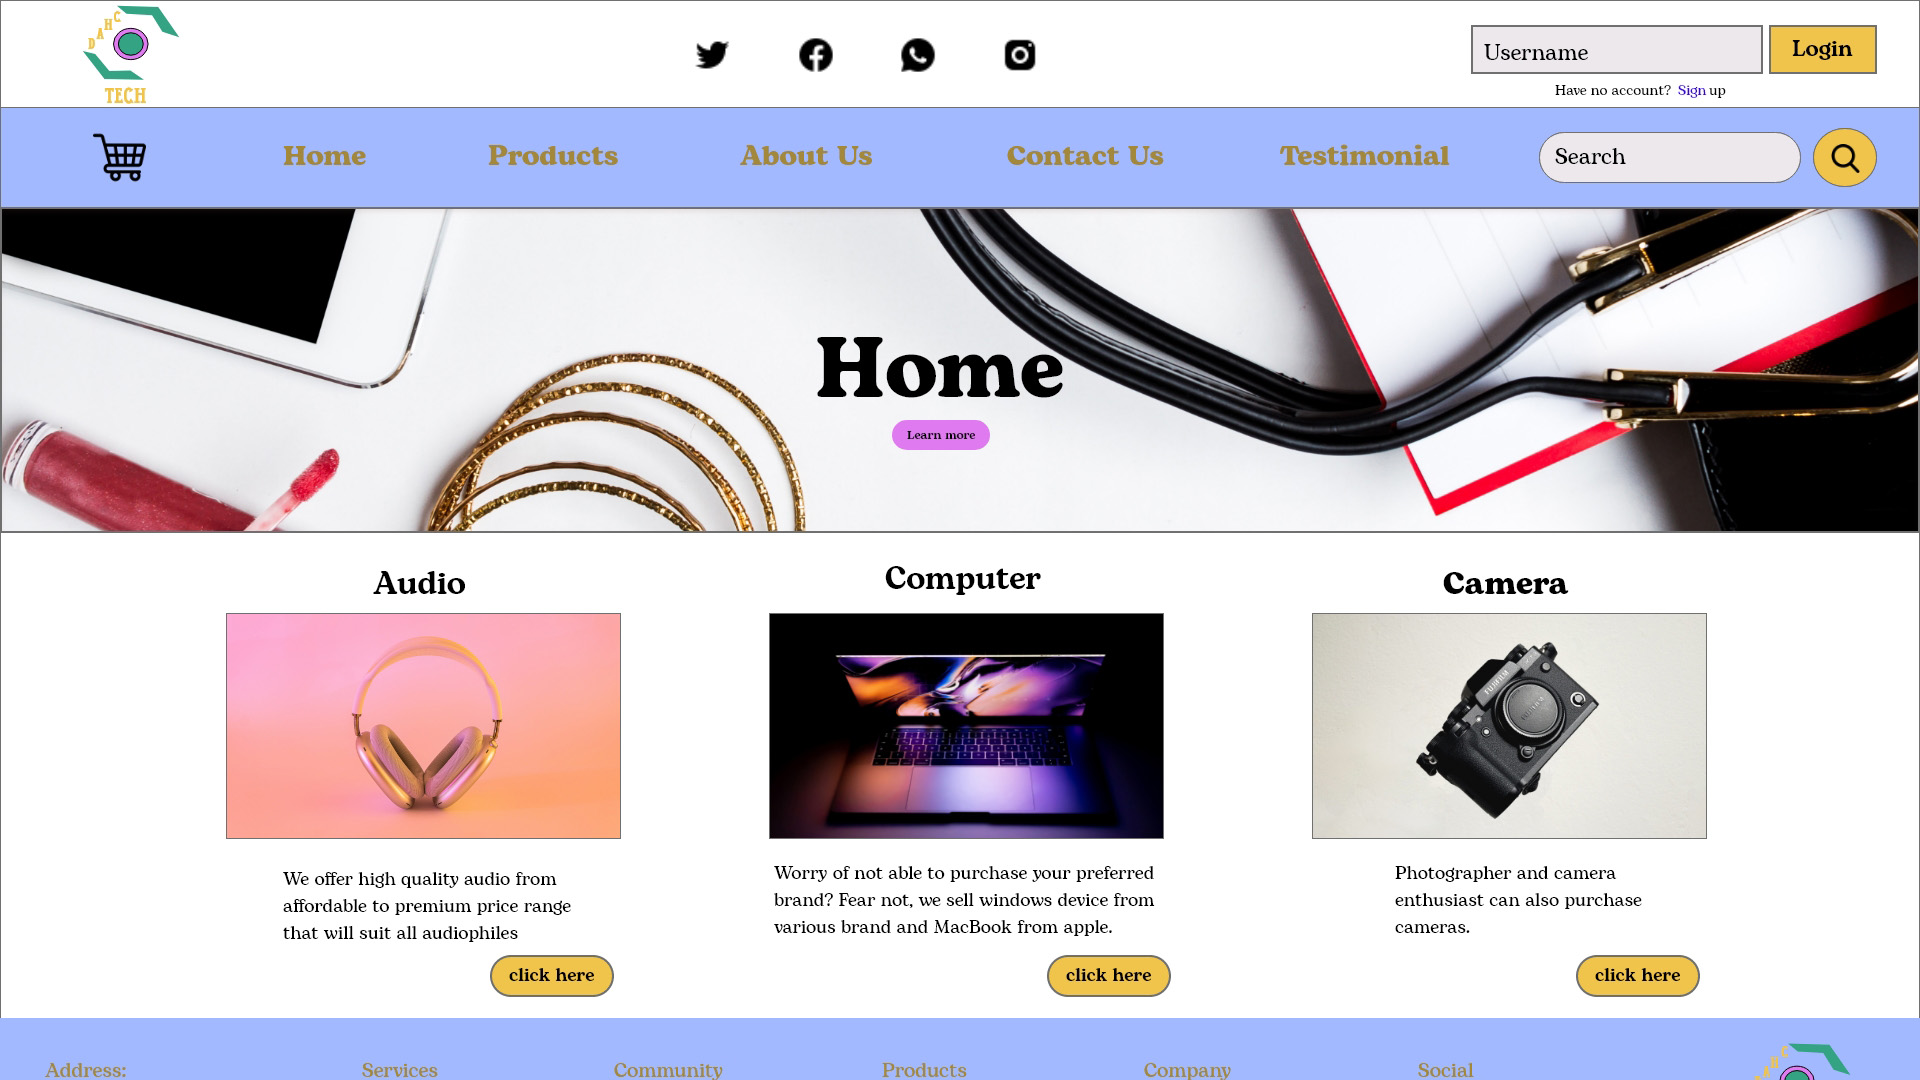 DAHC
TECH
Username
Login
Have no account? Sign up
Home
Products
About Us
Contact Us
Testimonial
Search
Home
Learn more
Audio
Computer
Camera
FUJIFILM
We offer high quality audio from
affordable to premium price range
that will suit all audiophiles
click here
Worry of not able to purchase your preferred
brand? Fear not, we sell windows device from
various brand and MacBook from apple.
click here
Photographer and camera
enthusiast can also purchase
cameras.
click here
Address:
Services
Community
Products
Company
Social
AHC